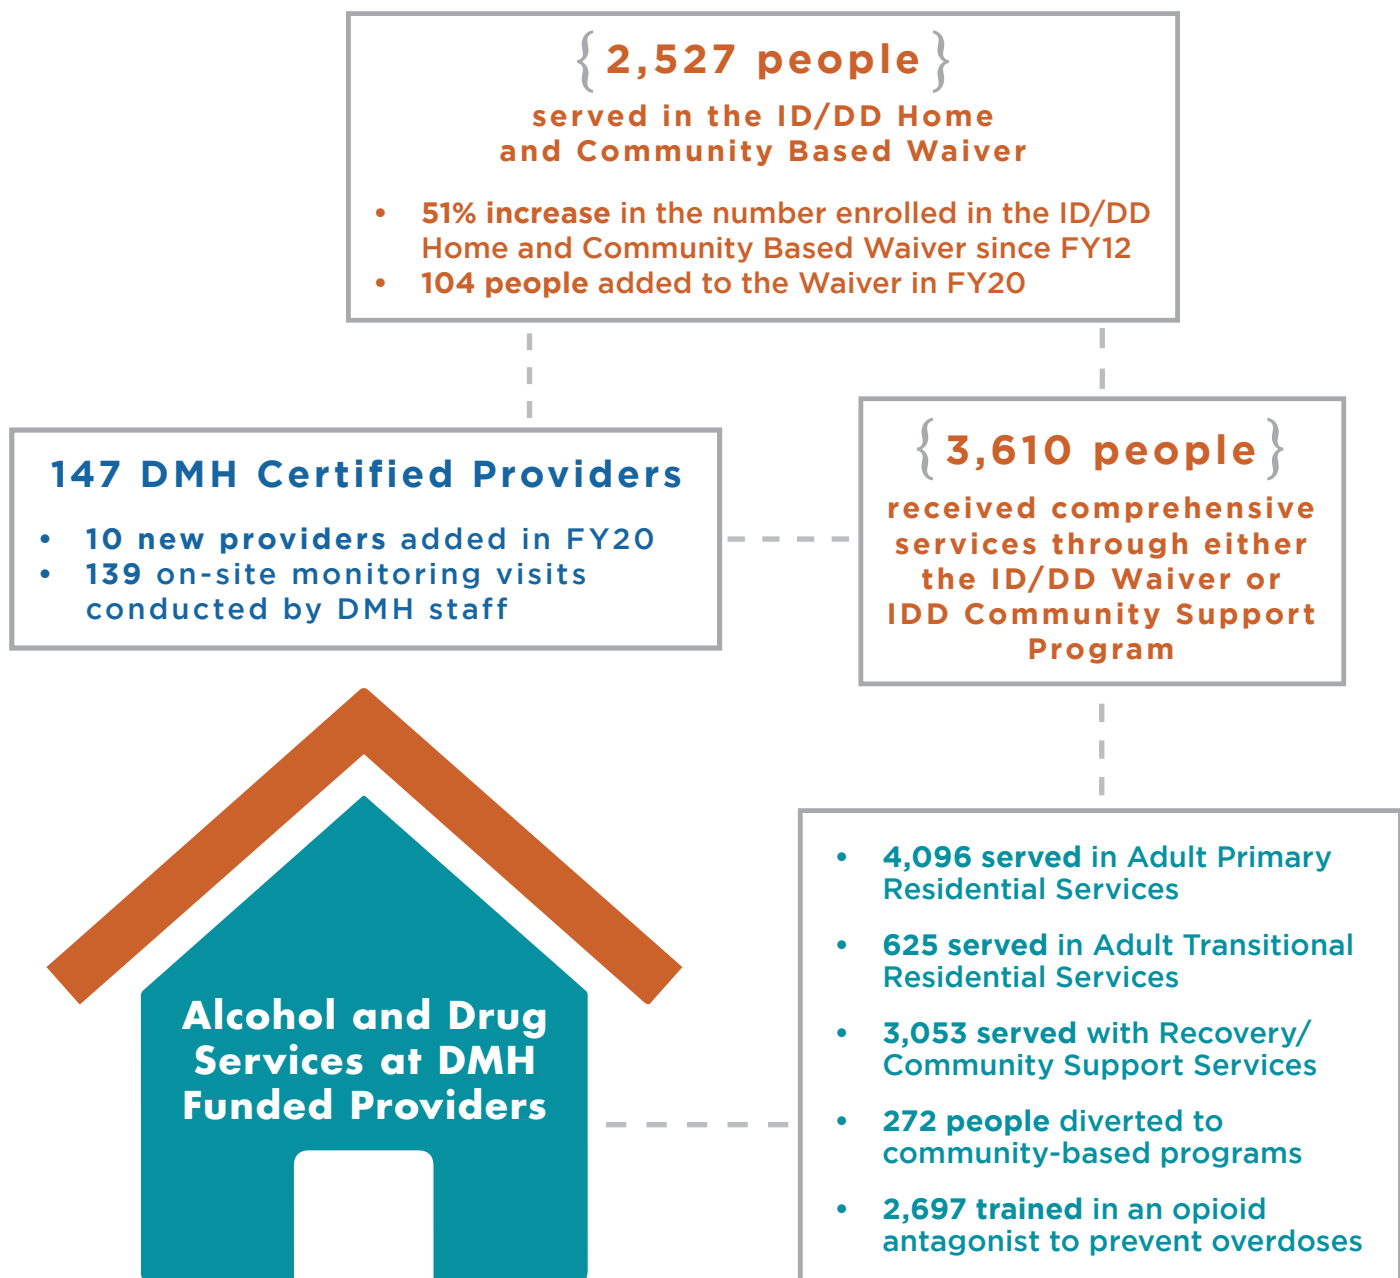 { 2,527 people }
served in the ID/DD Home
and Community Based Waiver
• 51% increase in the number enrolled in the ID/DD
Home and Community Based Waiver since FY12
• 104 people added to the Waiver in FY20
147 DMH Certified Providers
• 10 new providers added in FY20
• 139 on-site monitoring visits
conducted by DMH staff
{ 3,610 people }
received comprehensive
services through either
the ID/DD Waiver or
IDD Community Support
Program
Alcohol and Drug
Services at DMH
Funded Providers
• 4,096 served in Adult Primary
Residential Services
• 625 served in Adult Transitional
Residential Services
• 3,053 served with Recovery/
Community Support Services
• 272 people diverted to
community-based programs
• 2,697 trained in an opioid
antagonist to prevent overdoses